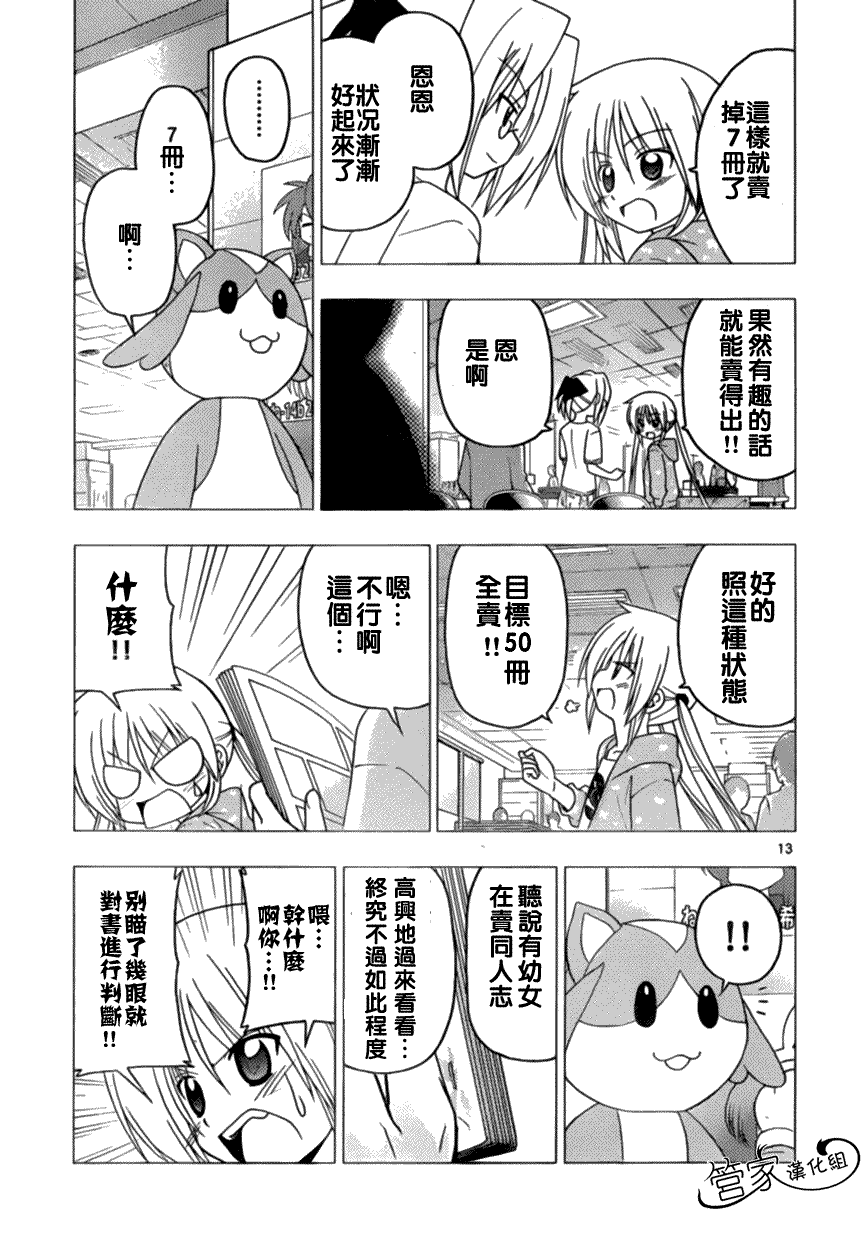 這樣就賣
掉7冊了
恩恩
狀況漸漸
好起來了
………
7冊…
啊…
果然有趣的話
就能賣得出!!
恩
是啊
好的
照這種狀態
目標50冊
全賣!!
嗯…
不行啊
這個…
什麼!!
13
!!
聽說有幼女
在賣同人志
高興地過來看看…
終究不過如此程度
喂…
幹什麼
啊你…!!
別瞄了幾眼就
對書進行判斷!!
管家漢化組